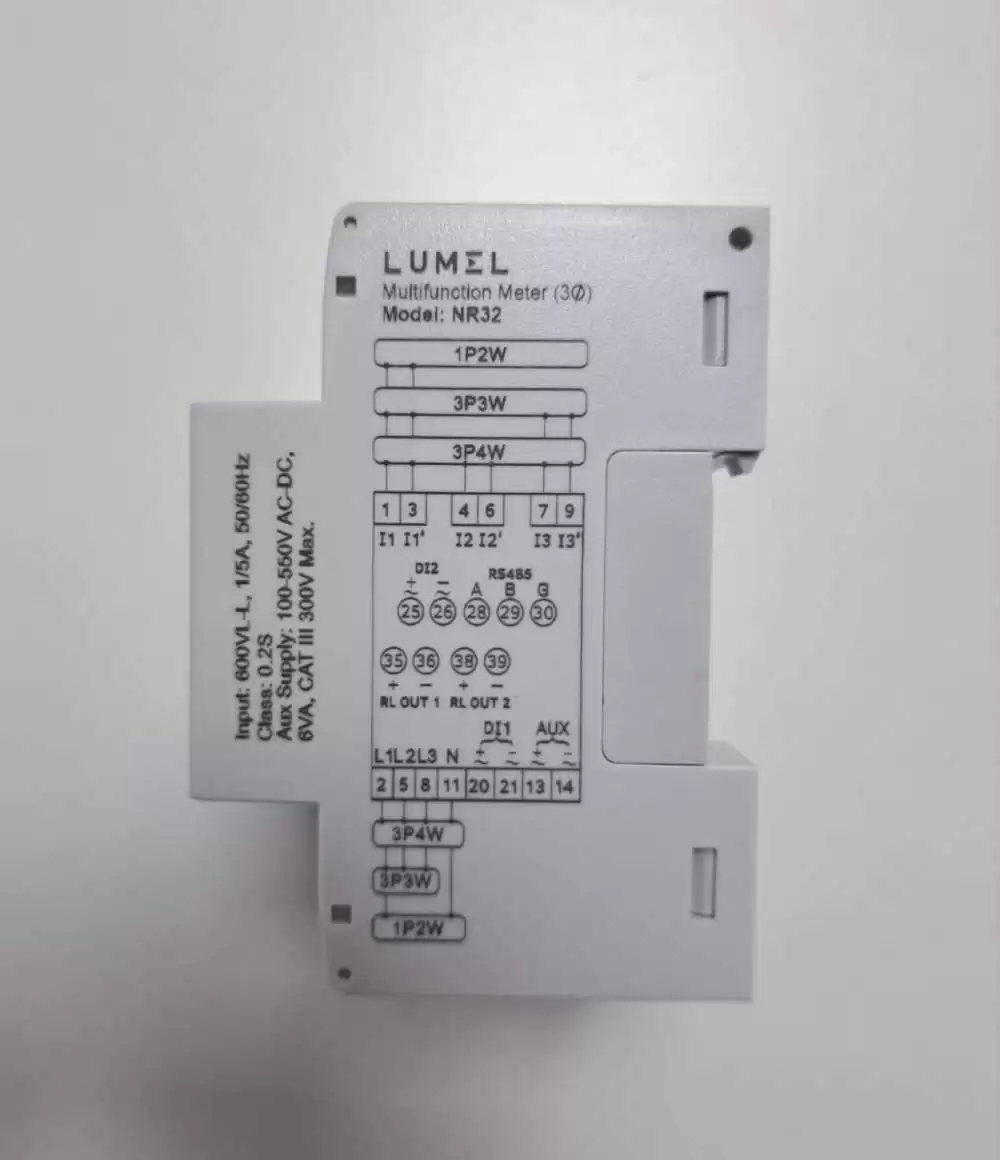 LUMEL
Multifunction Meter (3Ø)
Model: NR32
1P2W
3P3W
3P4W
1 3 4 6 7 9
I1 I1' I2 I2' I3 I3'
DI2 RS485
+ − A B G
~ ~
25 26 28 29 30
35 36 38 39
+ − + −
RL OUT 1 RL OUT 2
DI1 AUX
L1 L2 L3 N + − + −
~ ~ ~ ~
2 5 8 11 20 21 13 14
3P4W
3P3W
1P2W
Input: 600VL-L, 1/5A, 50/60Hz
Class: 0.2S
Aux Supply: 100-550V AC-DC,
6VA, CAT III 300V Max.